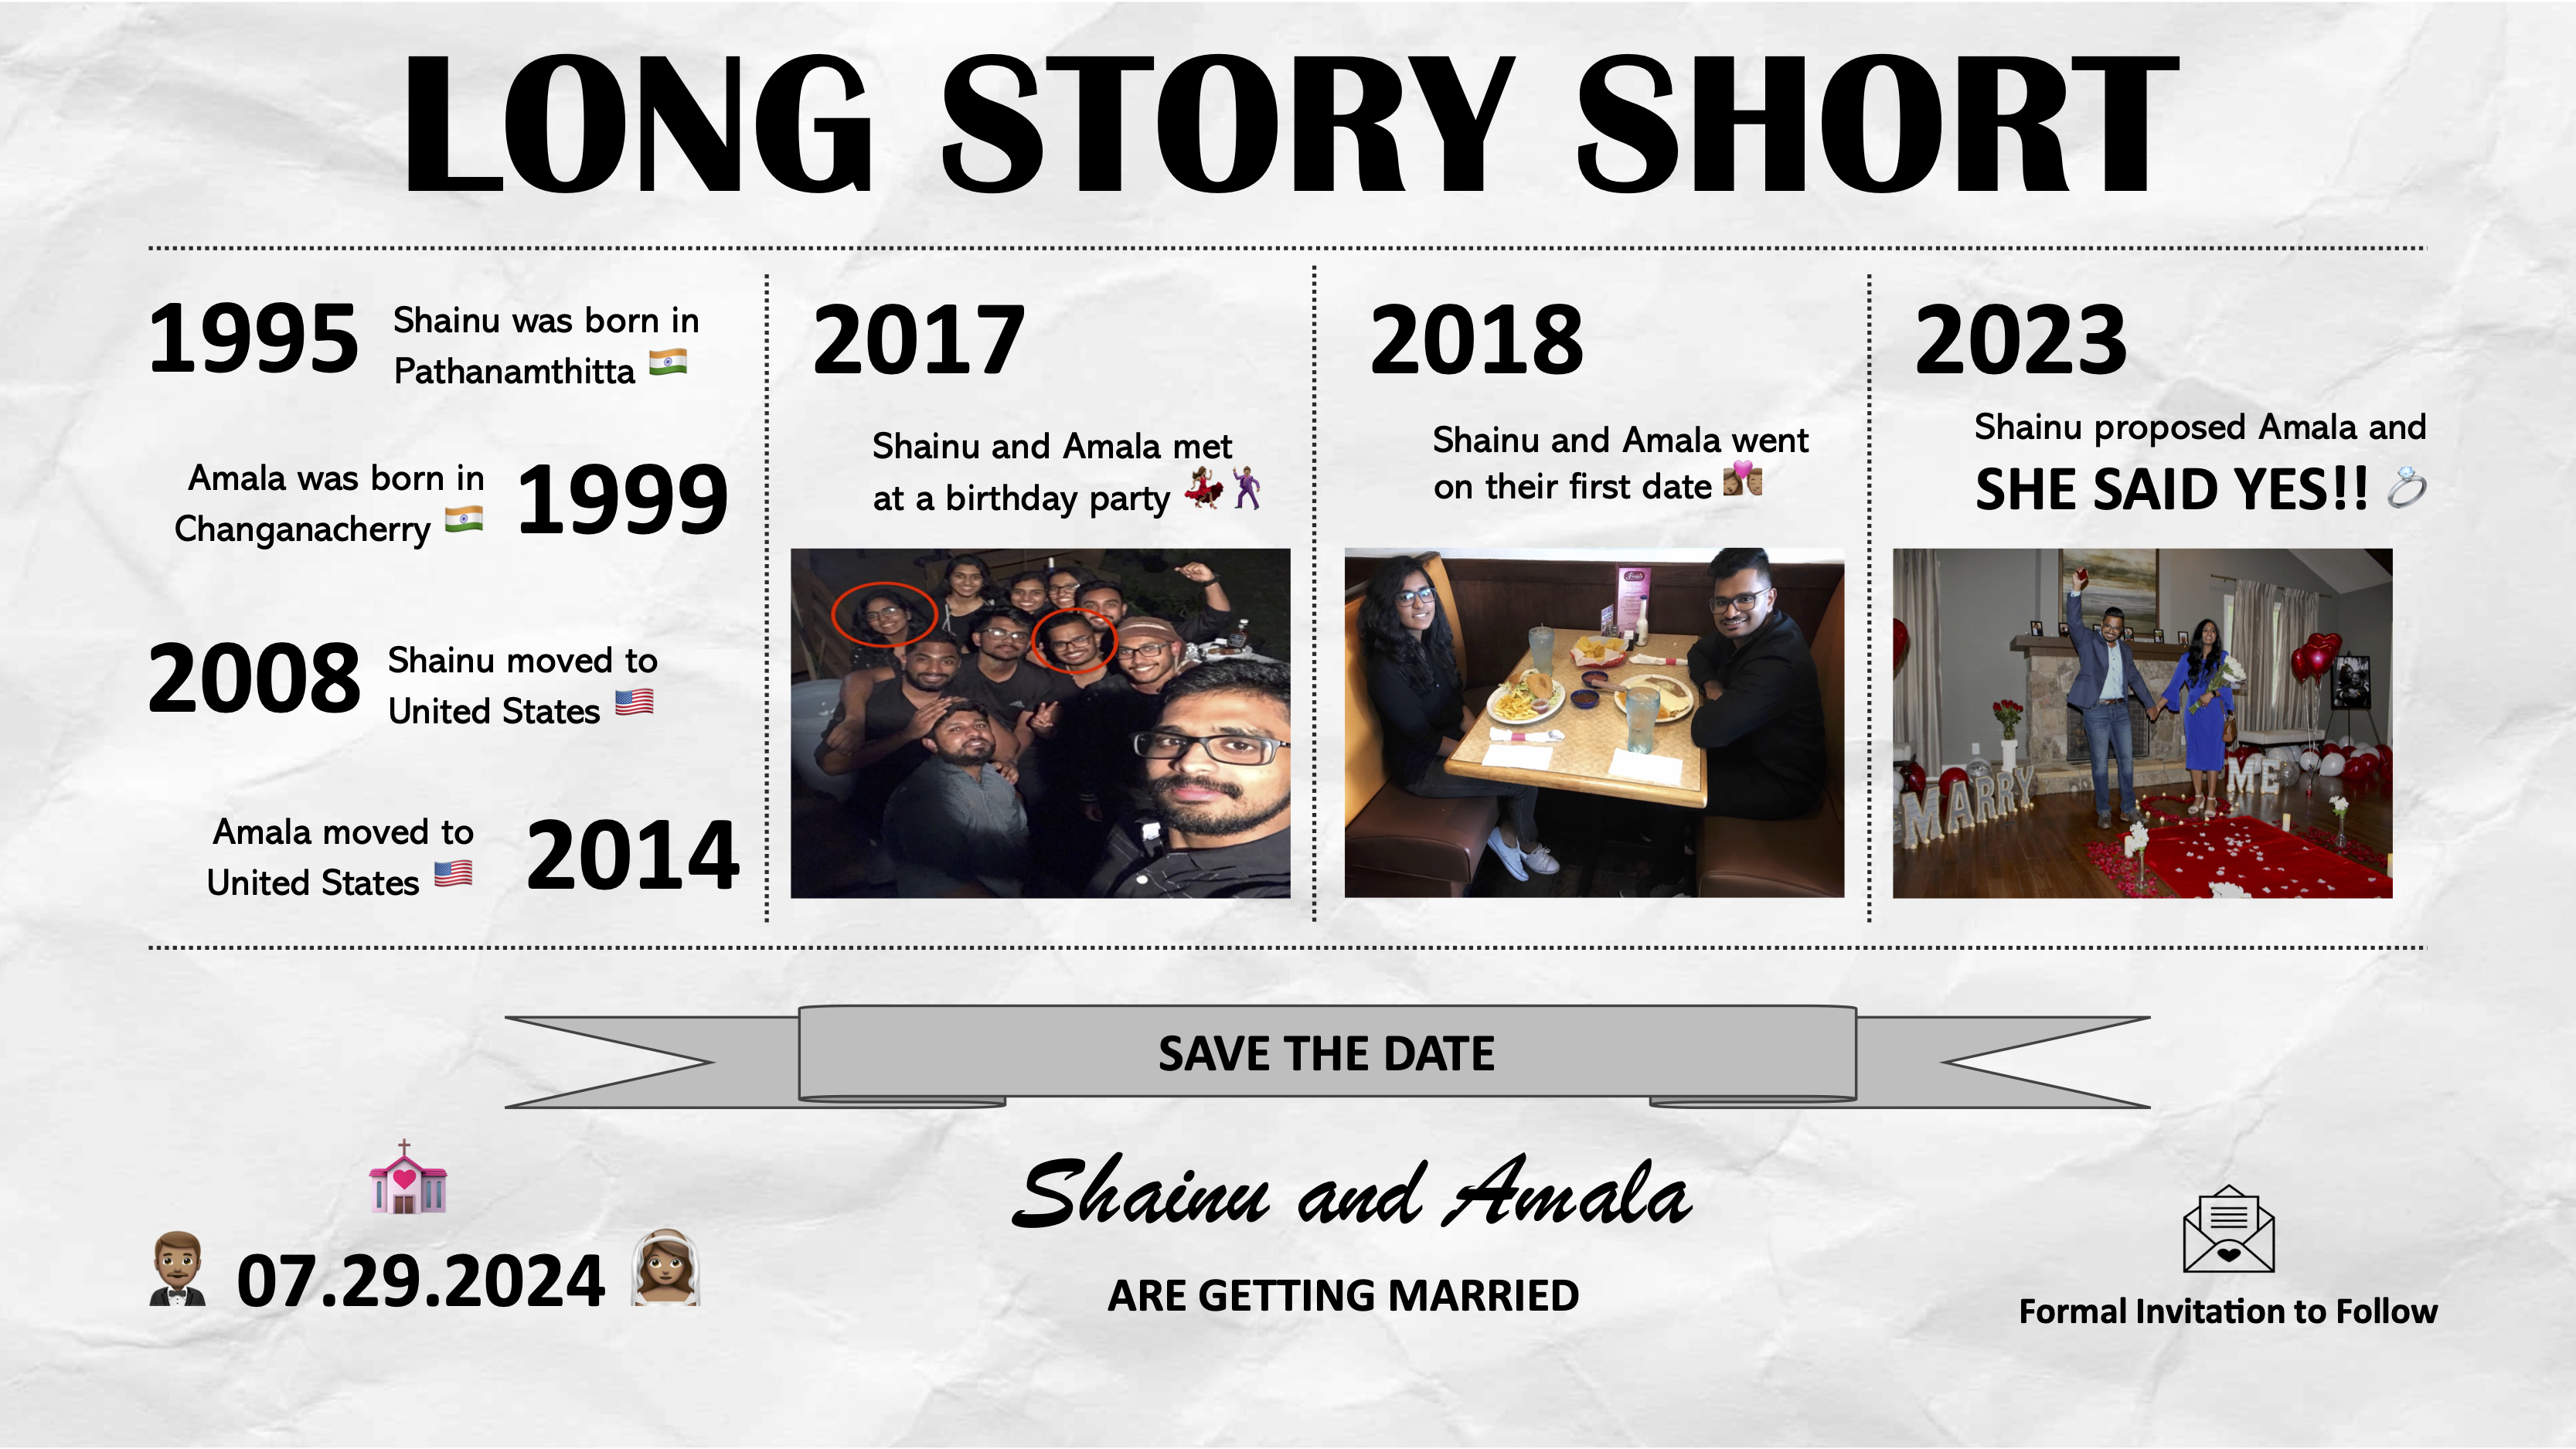 LONG STORY SHORT
1995
Shainu was born in
Pathanamthitta
Amala was born in
Changanacherry
1999
2008
Shainu moved to
United States
Amala moved to
United States
2014
2017
Shainu and Amala met
at a birthday party
2018
Shainu and Amala went
on their first date
2023
Shainu proposed Amala and
SHE SAID YES!!
MARRY
ME
SAVE THE DATE
07.29.2024
Shainu and Amala
ARE GETTING MARRIED
Formal Invitation to Follow